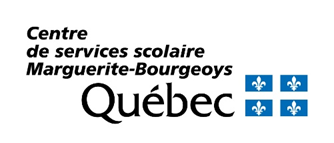 Centre
de services scolaire
Marguerite-Bourgeoys
Québec